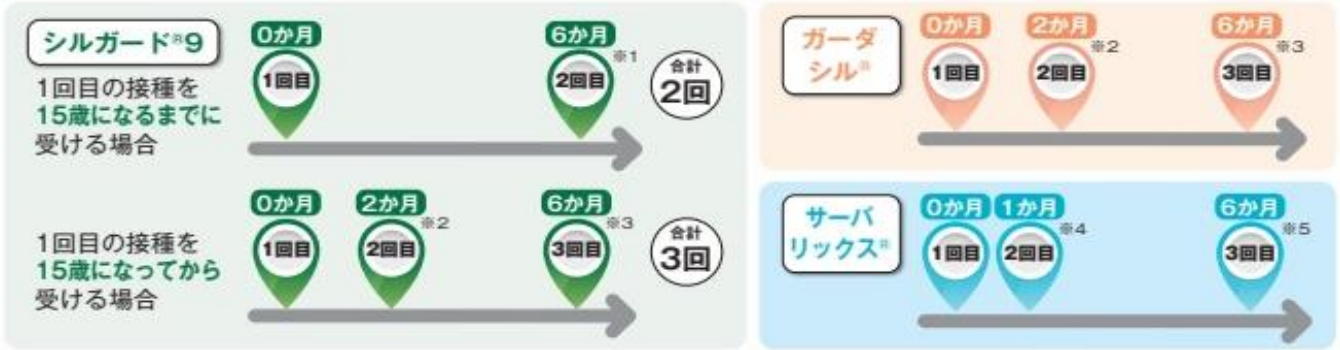 シルガード®9
1回目の接種を
15歳になるまでに
受ける場合
0か月
1回目
6か月
※1
2回目
合計
2回
1回目の接種を
15歳になってから
受ける場合
0か月
1回目
2か月
※2
2回目
6か月
※3
3回目
合計
3回
ガーダ
シル®
0か月
1回目
2か月
※2
2回目
6か月
※3
3回目
サーバ
リックス®
0か月
1回目
1か月
※4
2回目
6か月
※5
3回目